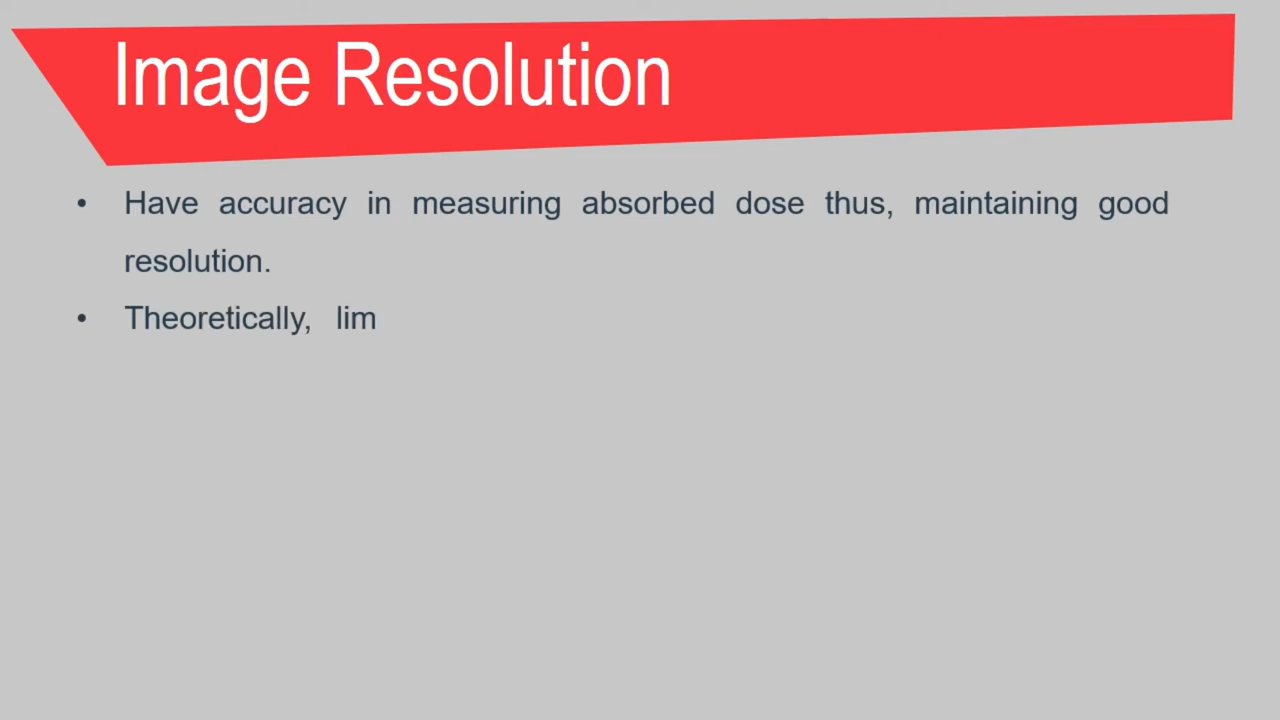 Image Resolution
• Have accuracy in measuring absorbed dose thus, maintaining good
resolution.
• Theoretically, lim